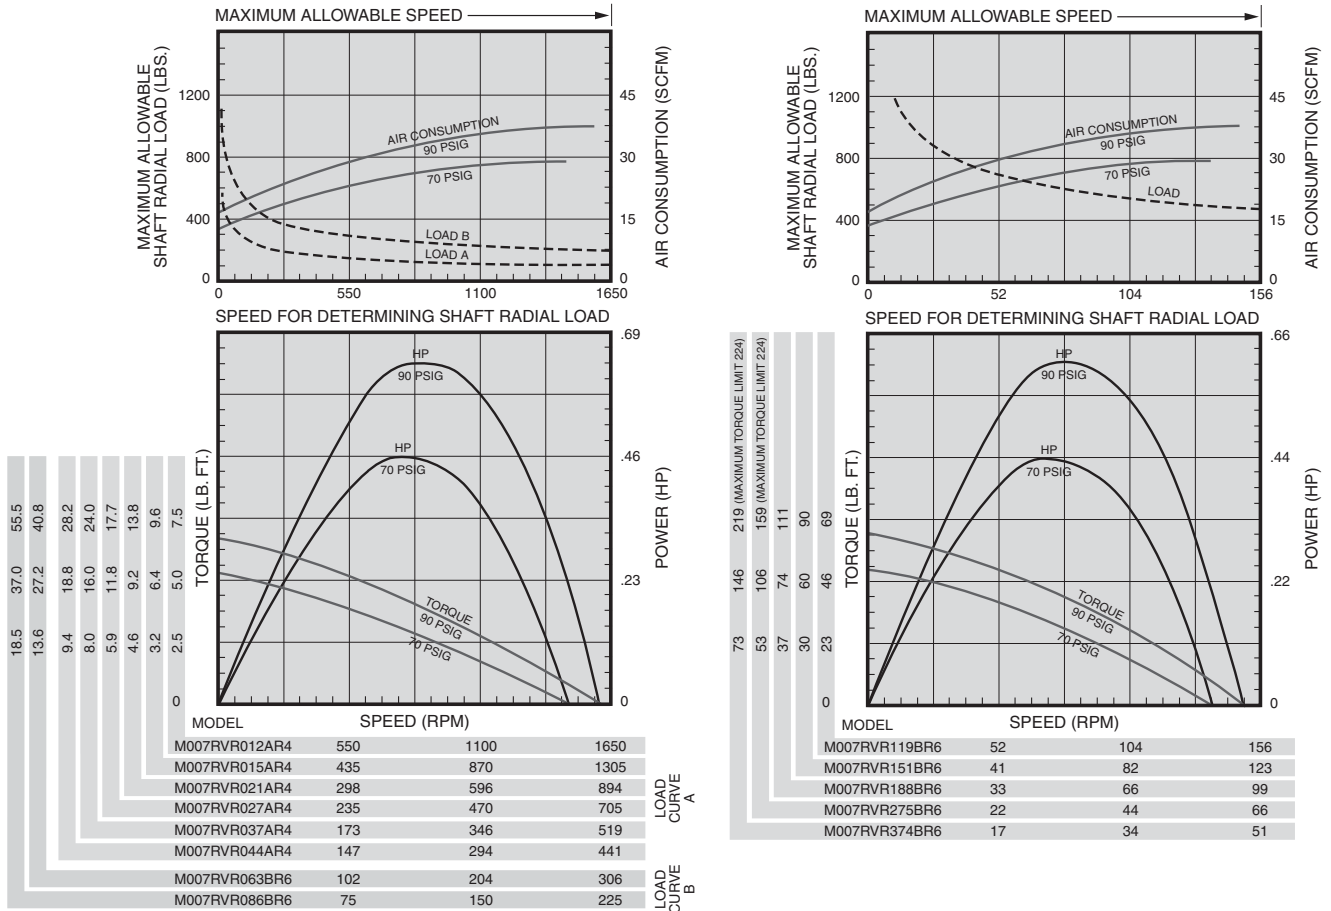 MAXIMUM ALLOWABLE SPEED
MAXIMUM ALLOWABLE
SHAFT RADIAL LOAD (LBS.)
1200
800
400
0
AIR CONSUMPTION
90 PSIG
70 PSIG
LOAD B
LOAD A
45
30
15
0
AIR CONSUMPTION (SCFM)
0 550 1100 1650
SPEED FOR DETERMINING SHAFT RADIAL LOAD
.69
.46
.23
0
POWER (HP)
HP
90 PSIG
HP
70 PSIG
TORQUE
90 PSIG
70 PSIG
TORQUE (LB. FT.)
55.5 40.8 28.2 24.0 17.7 13.8 9.6 7.5
37.0 27.2 18.8 16.0 11.8 9.2 6.4 5.0
18.5 13.6 9.4 8.0 5.9 4.6 3.2 2.5
0
MODEL SPEED (RPM)
M007RVR012AR4 550 1100 1650
M007RVR015AR4 435 870 1305
M007RVR021AR4 298 596 894
M007RVR027AR4 235 470 705
M007RVR037AR4 173 346 519
M007RVR044AR4 147 294 441
LOAD
CURVE
A
M007RVR063BR6 102 204 306
M007RVR086BR6 75 150 225
LOAD
CURVE
B
MAXIMUM ALLOWABLE SPEED
MAXIMUM ALLOWABLE
SHAFT RADIAL LOAD (LBS.)
1200
800
400
0
AIR CONSUMPTION
90 PSIG
70 PSIG
LOAD
45
30
15
0
AIR CONSUMPTION (SCFM)
0 52 104 156
SPEED FOR DETERMINING SHAFT RADIAL LOAD
.66
.44
.22
0
POWER (HP)
HP
90 PSIG
HP
70 PSIG
TORQUE
90 PSIG
70 PSIG
TORQUE (LB. FT.)
219 (MAXIMUM TORQUE LIMIT 224) 159 (MAXIMUM TORQUE LIMIT 224) 111 90 69
146 106 74 60 46
73 53 37 30 23
0
MODEL SPEED (RPM)
M007RVR119BR6 52 104 156
M007RVR151BR6 41 82 123
M007RVR188BR6 33 66 99
M007RVR275BR6 22 44 66
M007RVR374BR6 17 34 51